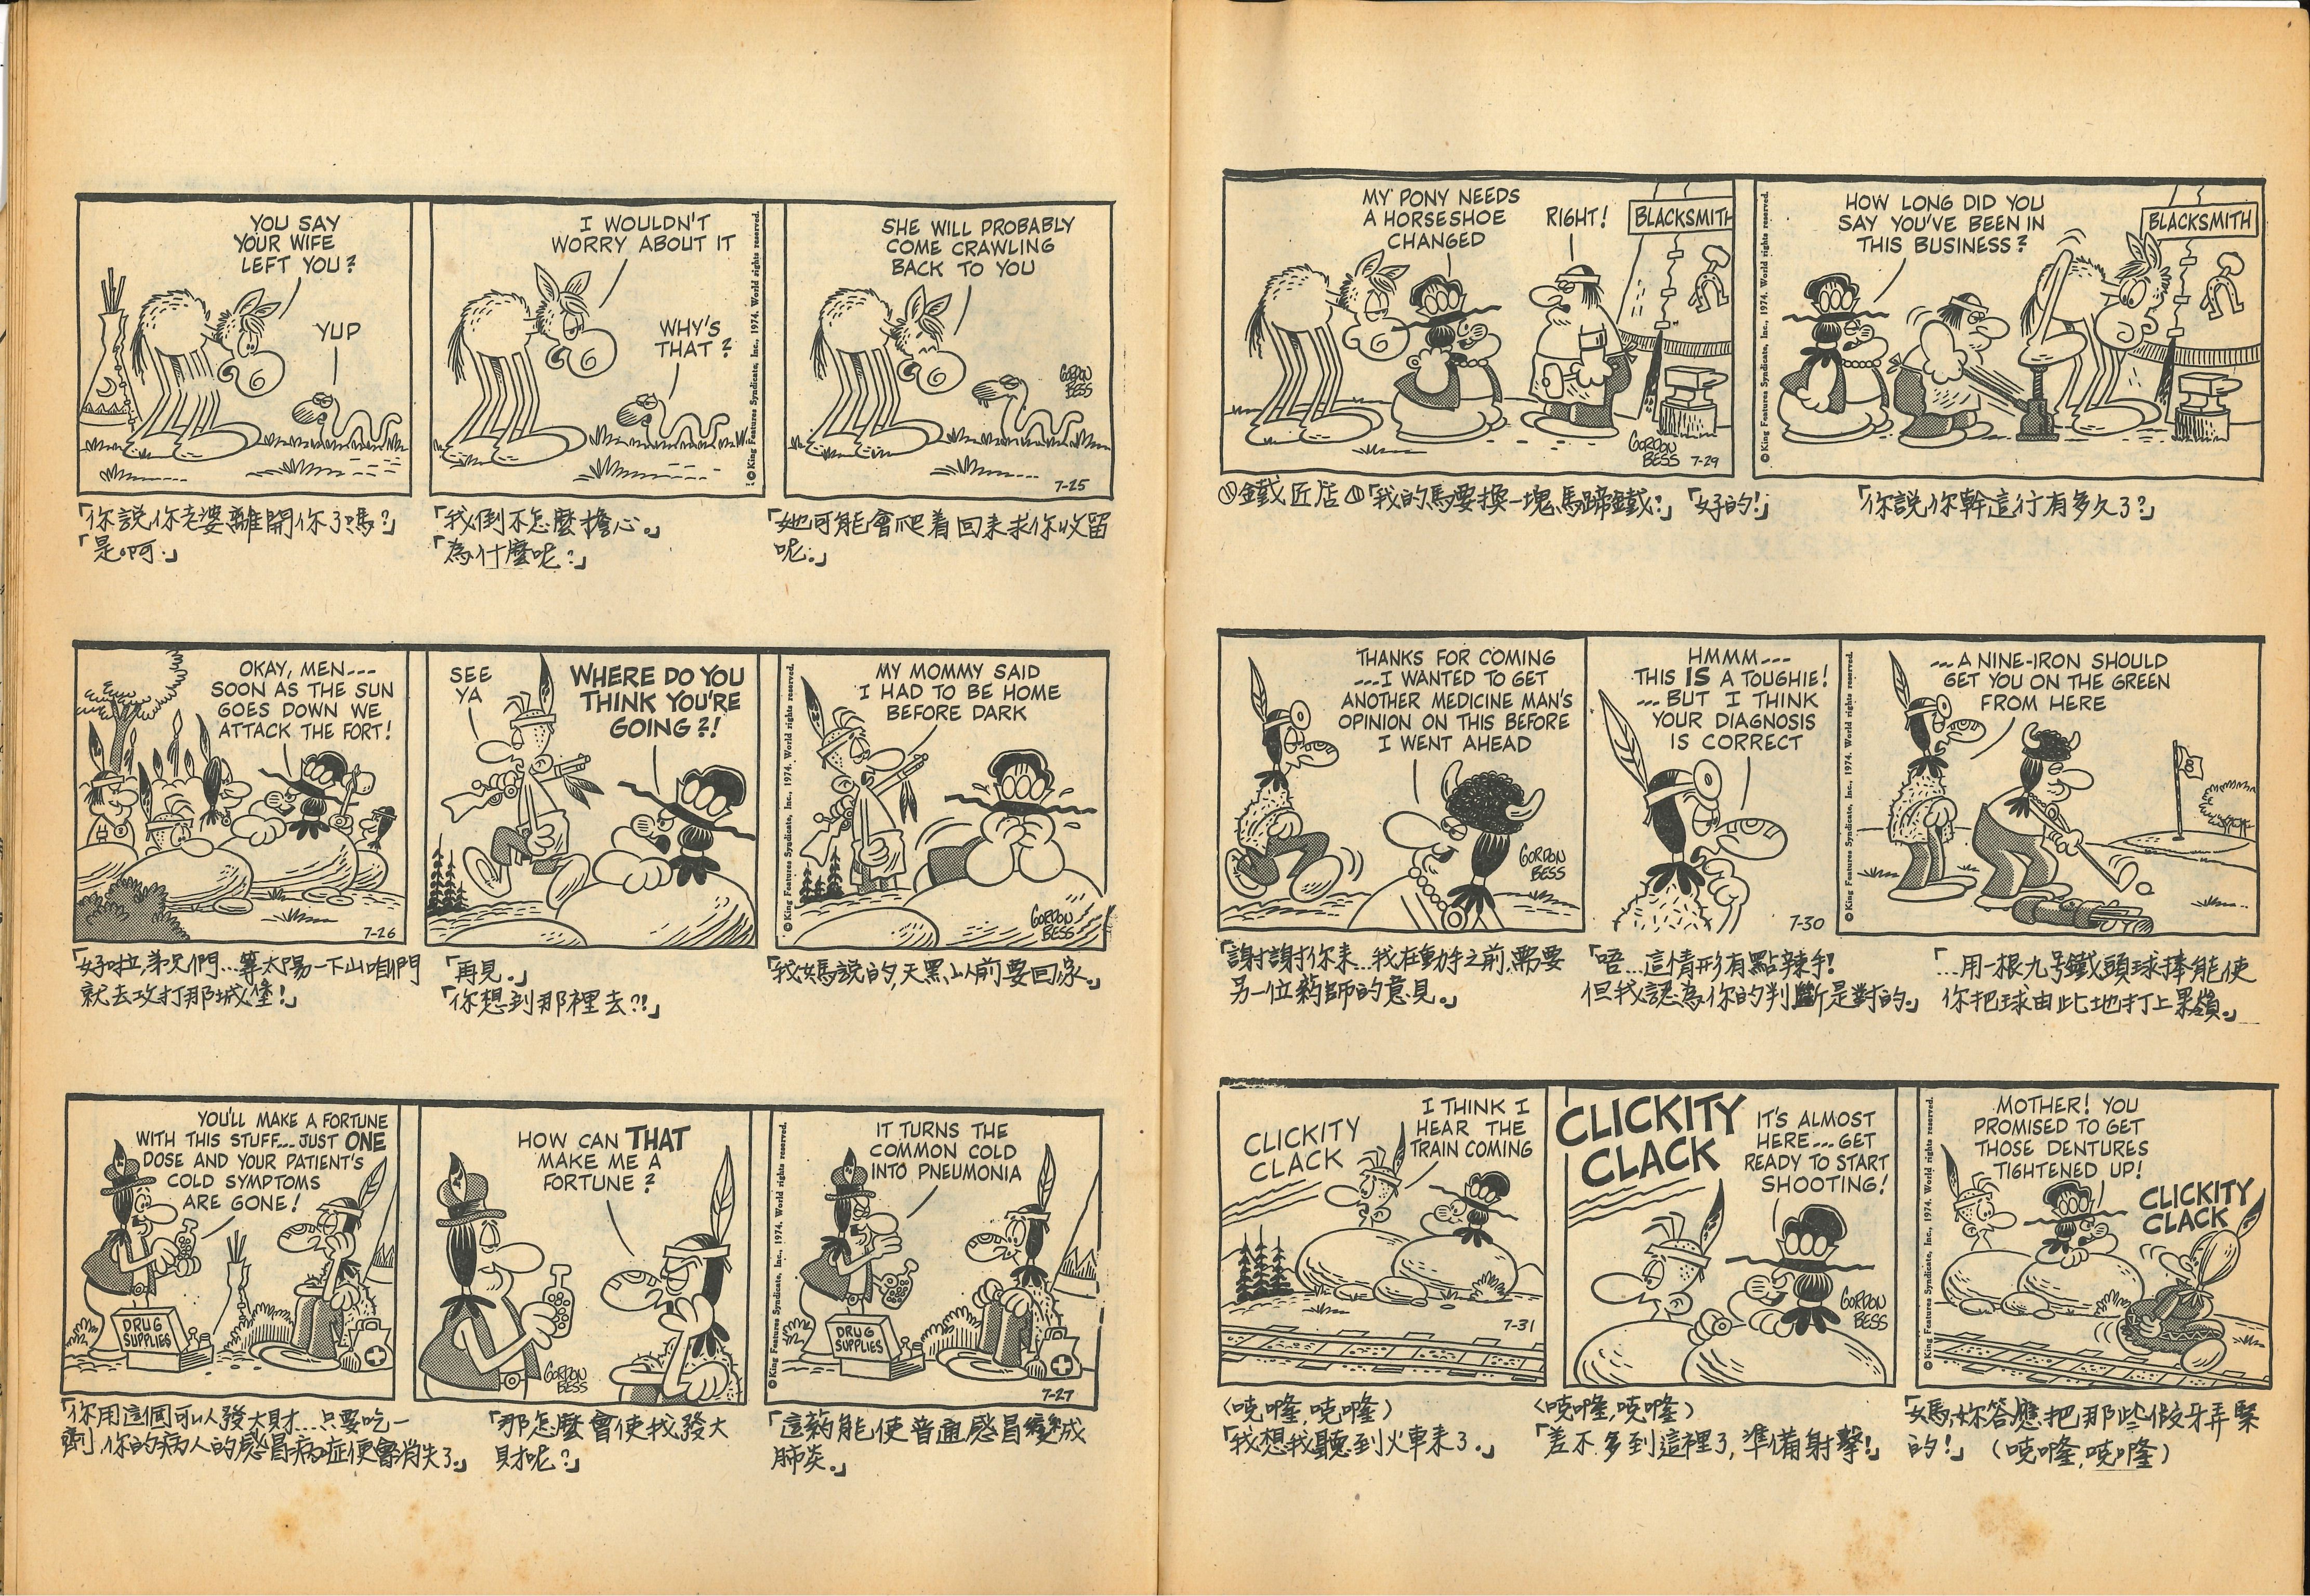 YOU SAY
YOUR WIFE
LEFT YOU?
YUP
I WOULDN'T
WORRY ABOUT IT
WHY'S
THAT?
© King Features Syndicate, Inc., 1974. World rights reserved.
SHE WILL PROBABLY
COME CRAWLING
BACK TO YOU
GORDON
BESS
7-25
「你説你老婆離開你了嗎?」
「是啊.」
「我倒不怎麼擔心。」
「為什麼呢?」
「她可能會爬着回来求你收留
呢.」
OKAY, MEN---
SOON AS THE SUN
GOES DOWN WE
ATTACK THE FORT!
7-26
SEE
YA
WHERE DO YOU
THINK YOU'RE
GOING?!
© King Features Syndicate, Inc., 1974. World rights reserved.
MY MOMMY SAID
I HAD TO BE HOME
BEFORE DARK
GORDON
BESS
「好啦,弟兄們...等太陽一下山咱們
就去攻打那城堡!」
「再見。」
「你想到那裡去?!」
「我媽説的,天黑以前要回家。」
YOU'LL MAKE A FORTUNE
WITH THIS STUFF...JUST ONE
DOSE AND YOUR PATIENT'S
COLD SYMPTOMS
ARE GONE!
DRUG
SUPPLIES
HOW CAN THAT
MAKE ME A
FORTUNE?
GORDON
BESS
© King Features Syndicate, Inc., 1974. World rights reserved.
IT TURNS THE
COMMON COLD
INTO PNEUMONIA
DRUG
SUPPLIES
7-27
「你用這個可以發大財...只要吃一
劑,你的病人的感冒病症便會消失了。」
「那怎麼會使我發大
財呢?」
「這葯能使普通感冒變成
肺炎。」
MY PONY NEEDS
A HORSESHOE
CHANGED
RIGHT!
BLACKSMITH
GORDON
BESS
7-29
© King Features Syndicate, Inc., 1974. World rights reserved.
HOW LONG DID YOU
SAY YOU'VE BEEN IN
THIS BUSINESS?
BLACKSMITH
鐵匠店「我的馬要換一塊馬蹄鐵.」「好的!」
「你説你幹這行有多久了?」
THANKS FOR COMING
---I WANTED TO GET
ANOTHER MEDICINE MAN'S
OPINION ON THIS BEFORE
I WENT AHEAD
GORDON
BESS
HMMM---
THIS IS A TOUGHIE!
---BUT I THINK
YOUR DIAGNOSIS
IS CORRECT
7-30
© King Features Syndicate, Inc., 1974. World rights reserved.
---A NINE-IRON SHOULD
GET YOU ON THE GREEN
FROM HERE
8
「謝謝你来...我在動手之前,需要
另一位葯師的意見。」
「唔...這情形有點辣手!
但我認為你的判斷是對的.」
「...用一根九号鐵頭球捧能使
你把球由此地打上果嶺.」
CLICKITY
CLACK
I THINK I
HEAR THE
TRAIN COMING
7-31
CLICKITY
CLACK
IT'S ALMOST
HERE---GET
READY TO START
SHOOTING!
GORDON
BESS
© King Features Syndicate, Inc., 1974. World rights reserved.
MOTHER! YOU
PROMISED TO GET
THOSE DENTURES
TIGHTENED UP!
CLICKITY
CLACK
(哓嚨,哓嚨)
「我想我聽到火車来了.」
(哓嚨,哓嚨)
「差不多到這裡了,準備射擊!」
「媽,妳答應把那些假牙弄緊
的!」(哓嚨,哓嚨)